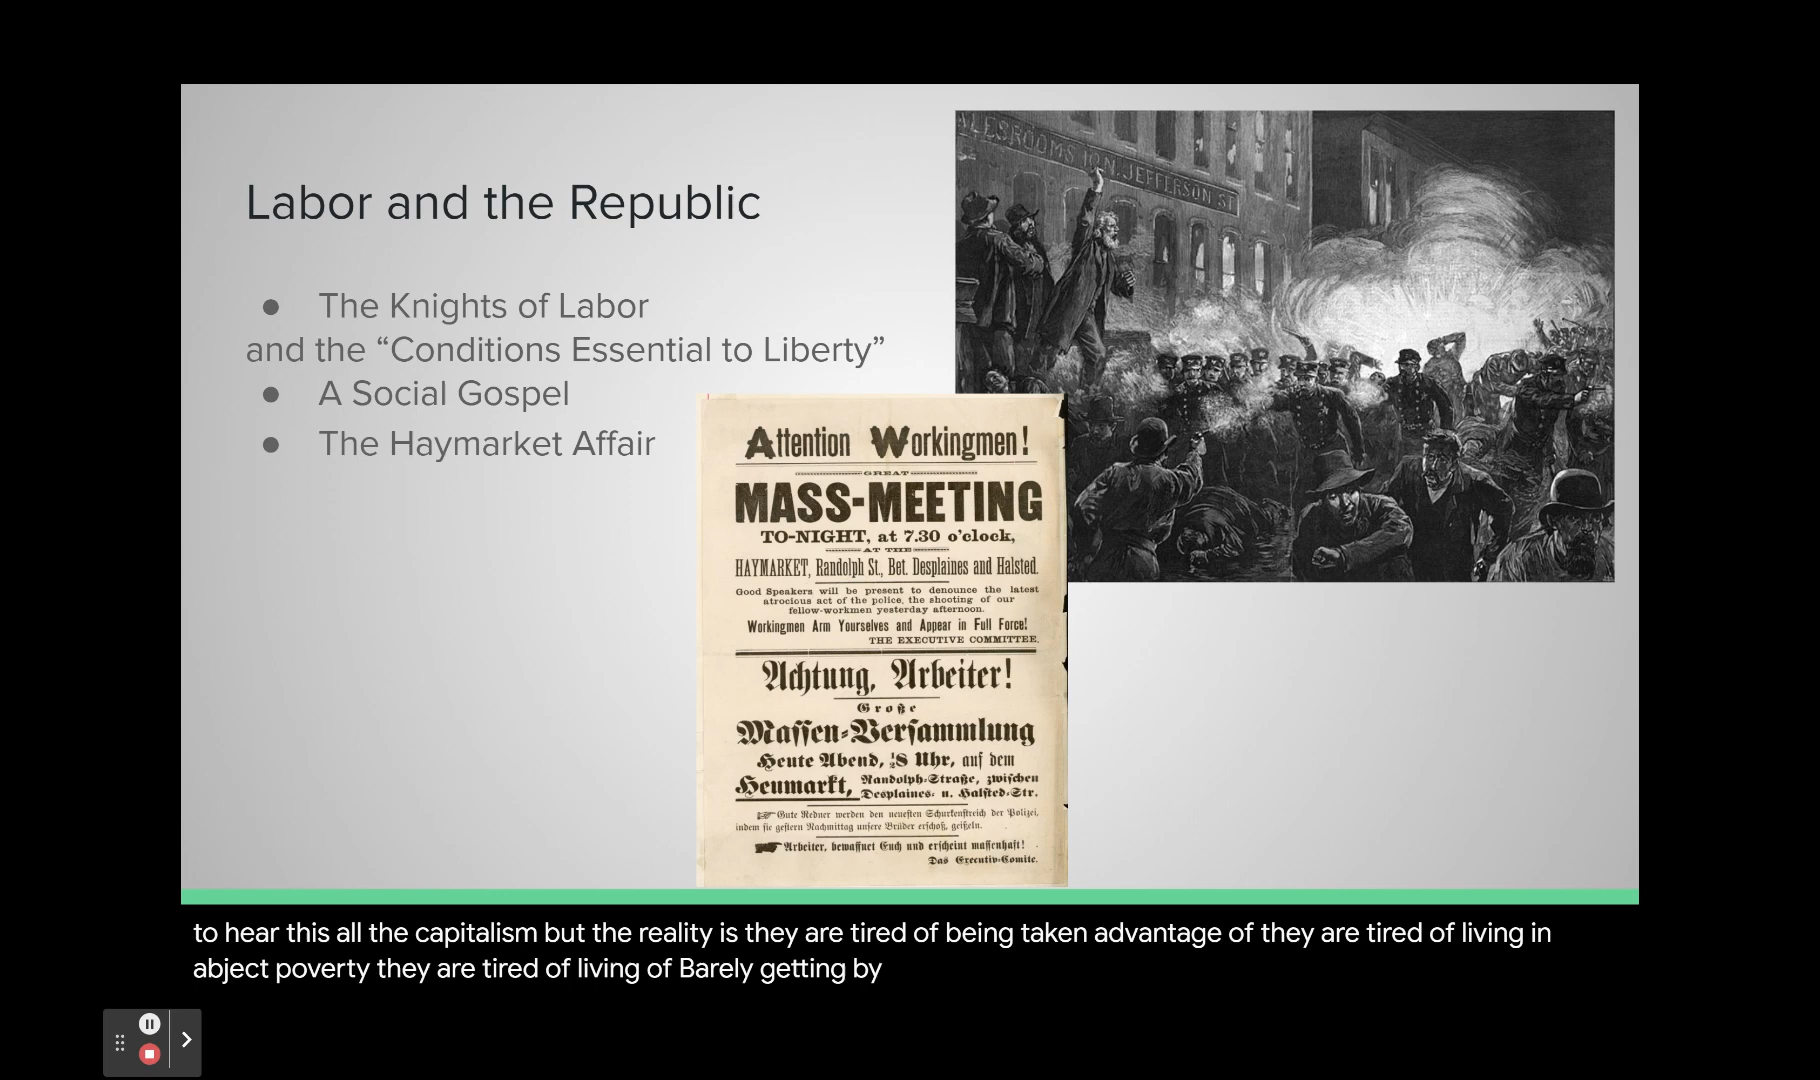 Labor and the Republic
● The Knights of Labor
and the “Conditions Essential to Liberty”
● A Social Gospel
● The Haymarket Affair
ALESROOMS 10 N. JEFFERSON ST
Attention Workingmen!
GREAT
MASS-MEETING
TO-NIGHT, at 7.30 o'clock,
AT THE
HAYMARKET, Randolph St., Bet. Desplaines and Halsted.
Good Speakers will be present to denounce the latest
atrocious act of the police, the shooting of our
fellow-workmen yesterday afternoon.
Workingmen Arm Yourselves and Appear in Full Force!
THE EXECUTIVE COMMITTEE.
Achtung, Arbeiter!
Große
Massen-Versammlung
Heute Abend, ½8 Uhr, auf dem
Heumarkt, Randolph-Straße, zwischen
Desplaines- u. Halsted-Str.
Gute Redner werden den neuesten Schurkenstreich der Polizei,
indem sie gestern Nachmittag unsere Brüder erschoß, geißeln.
Arbeiter, bewaffnet Euch und erscheint massenhaft!
Das Executiv-Comite.
to hear this all the capitalism but the reality is they are tired of being taken advantage of they are tired of living in
abject poverty they are tired of living of Barely getting by